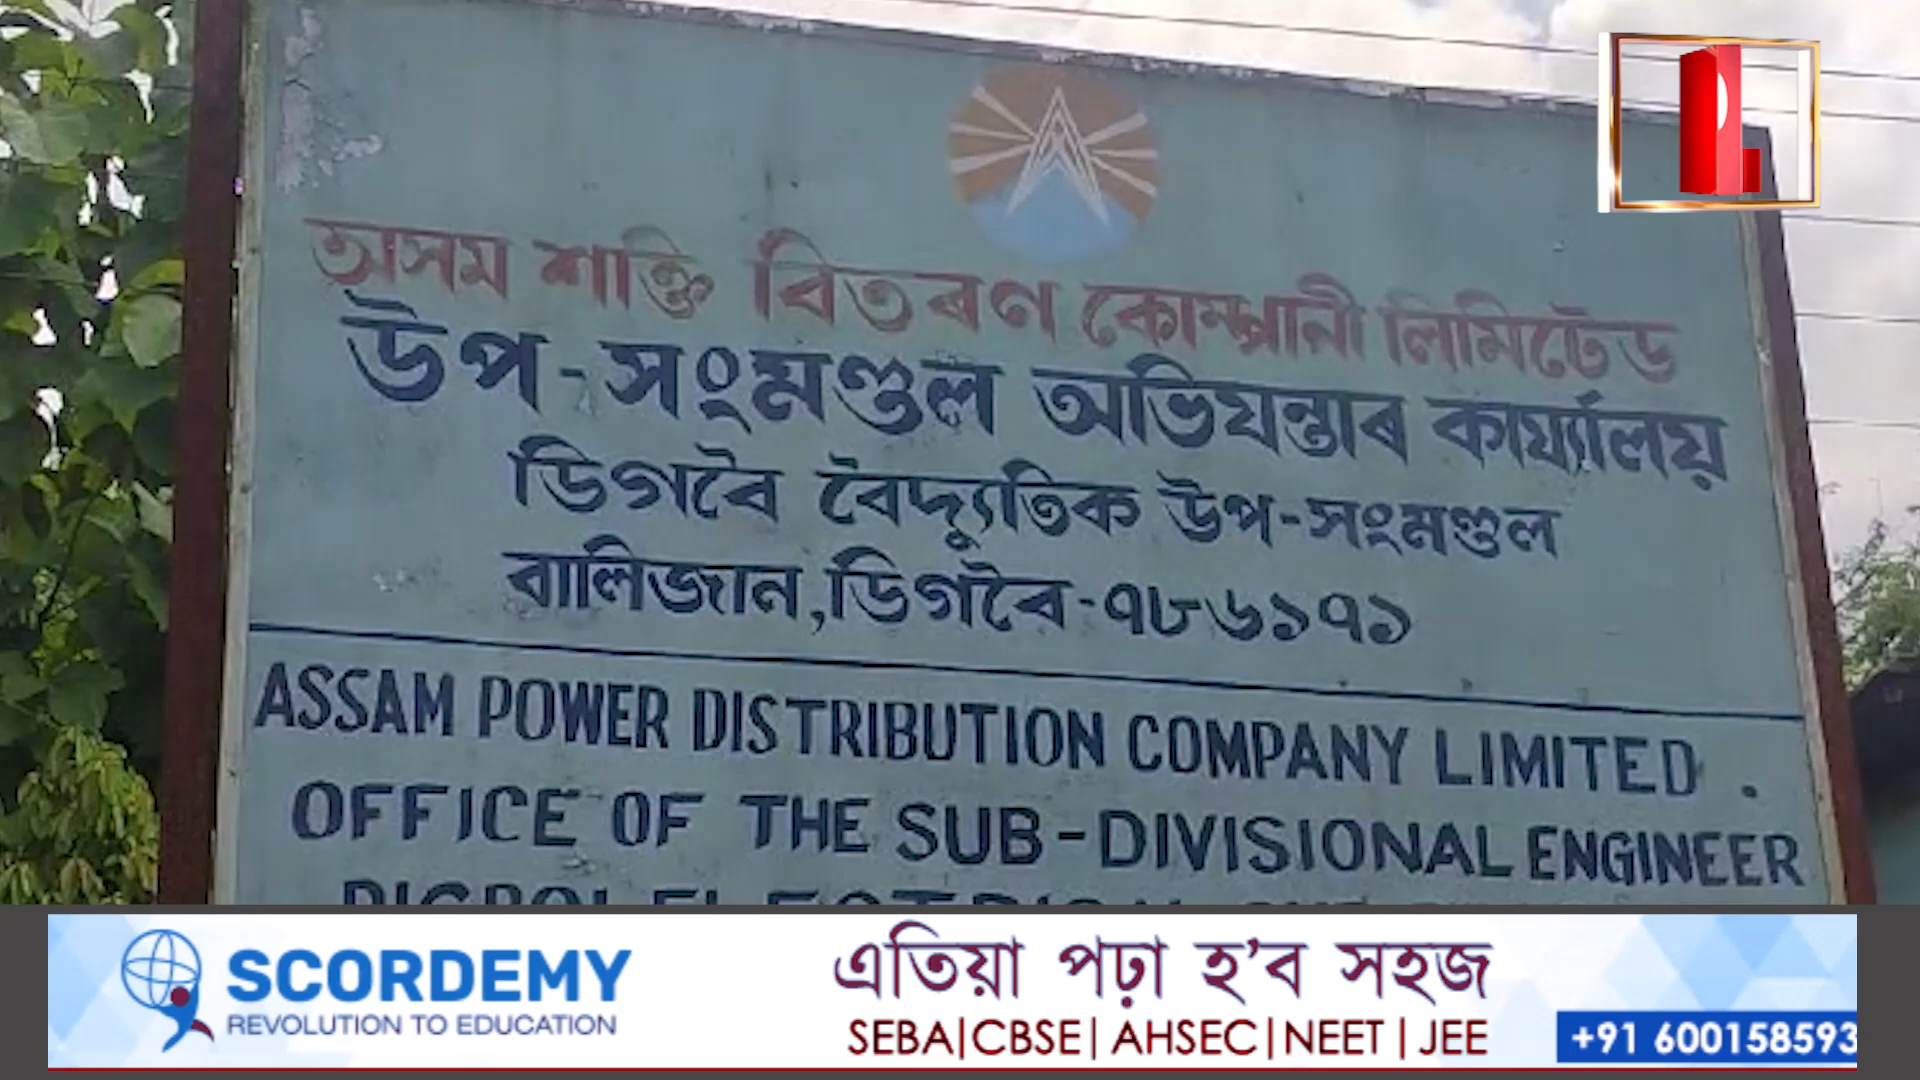 অসম শক্তি বিতৰণ কোম্পানী লিমিটেড
উপ-সংমণ্ডল অভিযন্তাৰ কাৰ্য্যালয়
ডিগবৈ বৈদ্যুতিক উপ-সংমণ্ডল
বালিজান,ডিগবৈ-৭৮৬১৭১
ASSAM POWER DISTRIBUTION COMPANY LIMITED .
OFFICE OF THE SUB-DIVISIONAL ENGINEER
DIGBOI ELECTRICAL
SCORDEMY
REVOLUTION TO EDUCATION
এতিয়া পঢ়া হ'ব সহজ
SEBA|CBSE| AHSEC|NEET | JEE
+91 600158593